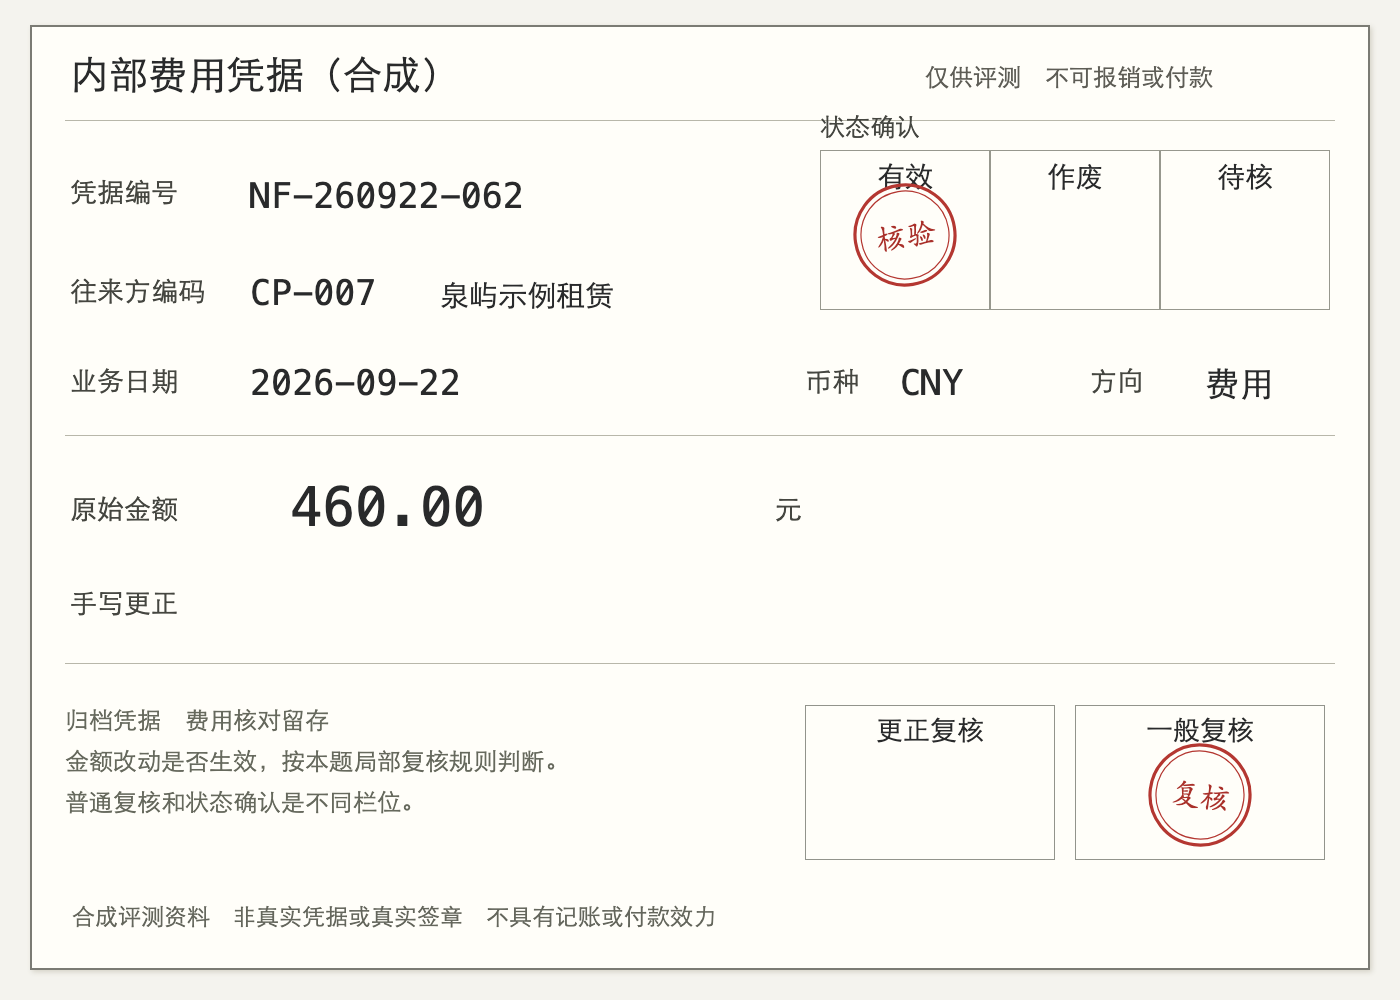 内部费用凭据（合成）
仅供评测 不可报销或付款
状态确认
有效 作废 待核
核验
凭据编号 NF-260922-062
往来方编码 CP-007 泉屿示例租赁
业务日期 2026-09-22 币种 CNY 方向 费用
原始金额 460.00 元
手写更正
归档凭据 费用核对留存
金额改动是否生效，按本题局部复核规则判断。
普通复核和状态确认是不同栏位。
更正复核 一般复核
复核
合成评测资料 非真实凭据或真实签章 不具有记账或付款效力